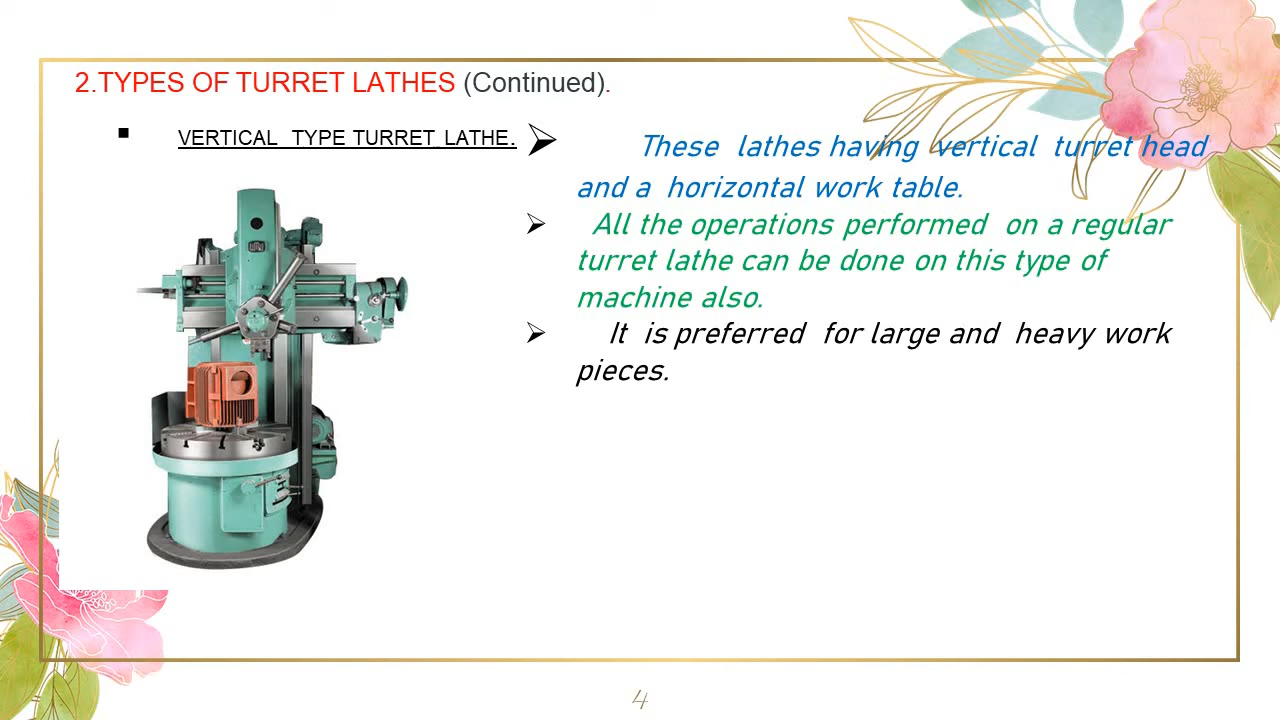 2.TYPES OF TURRET LATHES (Continued).
▪ VERTICAL TYPE TURRET LATHE.
➢ These lathes having vertical turret head
and a horizontal work table.
➢ All the operations performed on a regular
turret lathe can be done on this type of
machine also.
➢ It is preferred for large and heavy work
pieces.
4